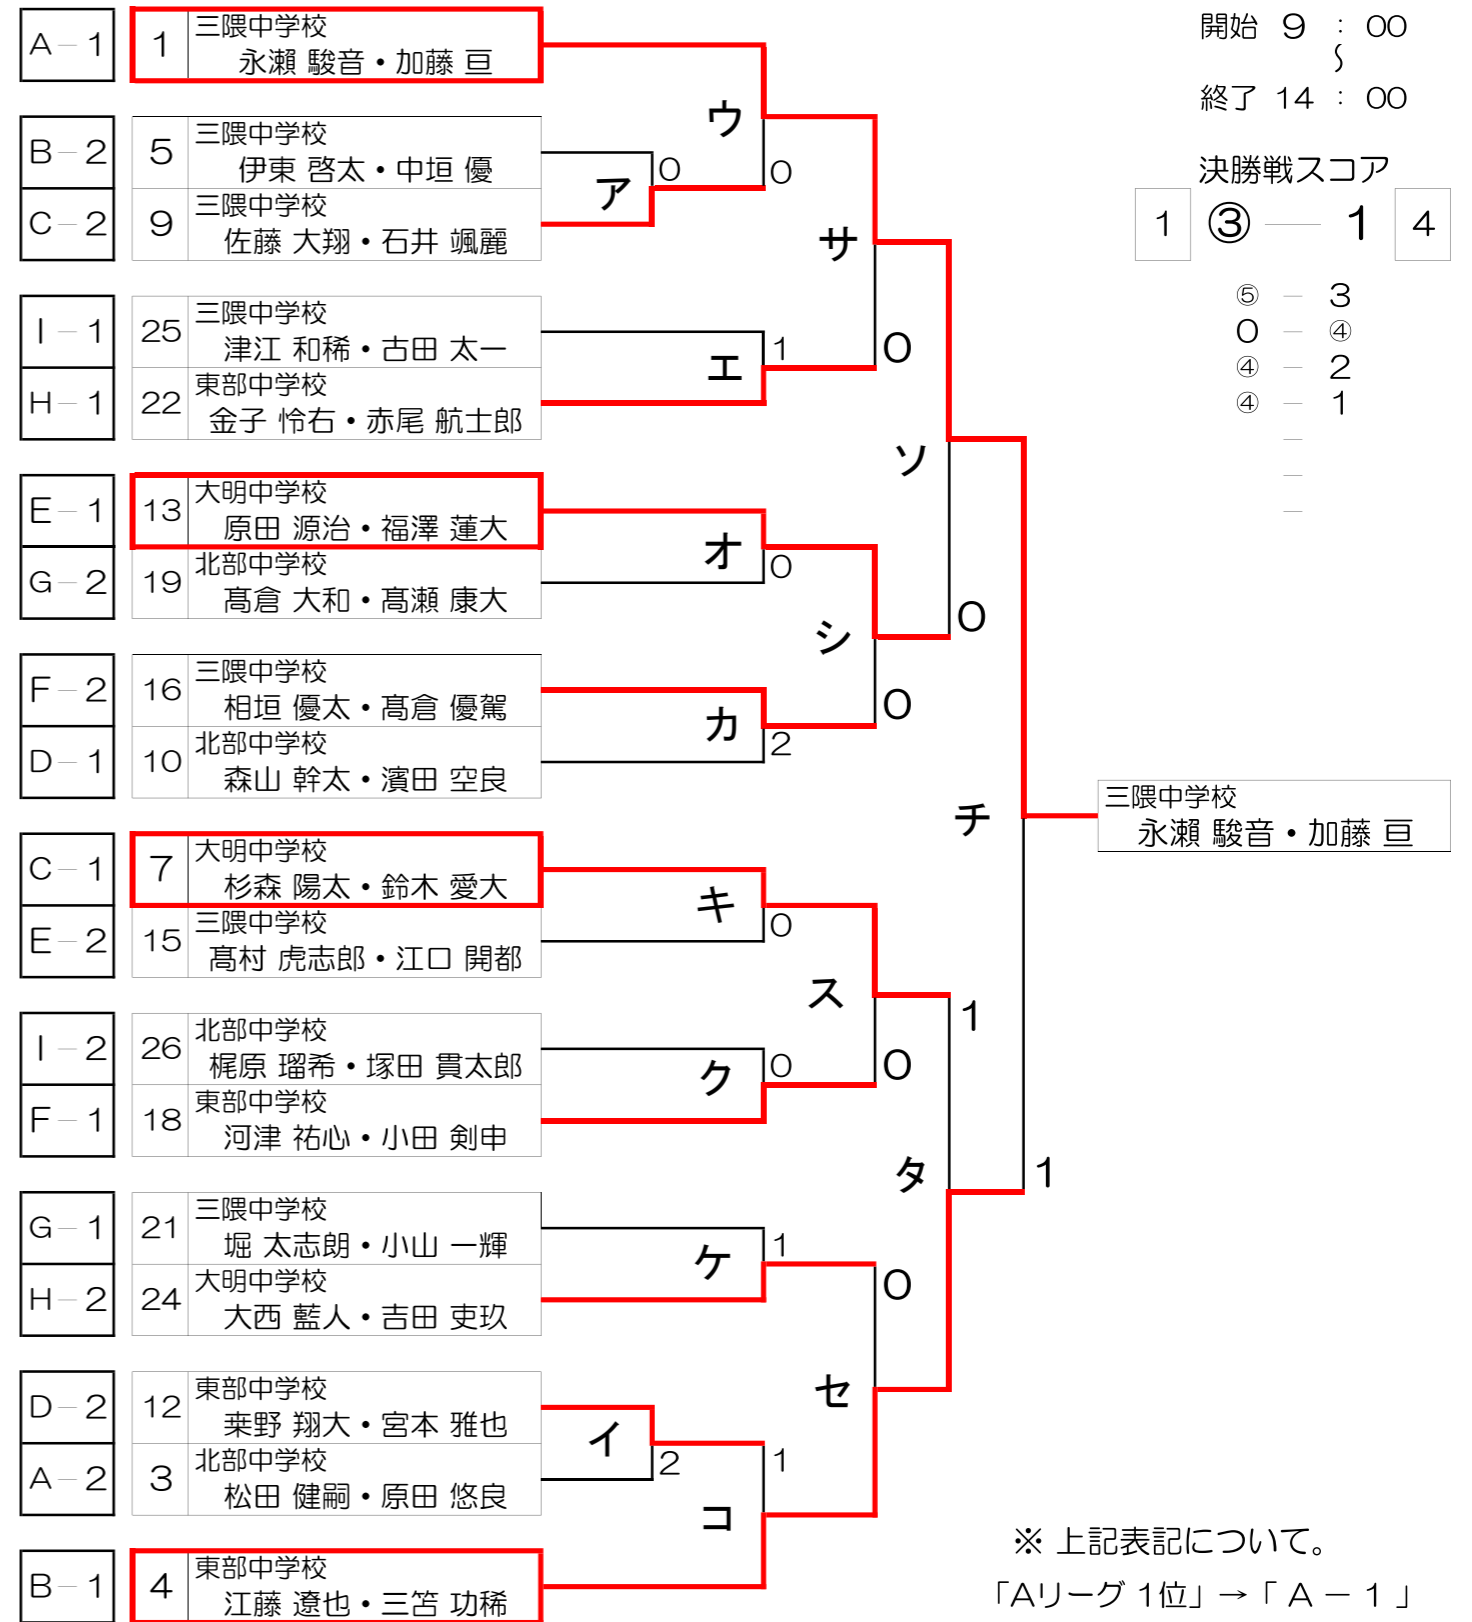 開始 9 : 00
〜
終了 14 : 00
決勝戦スコア
1 ③ — 1 4
⑤ — 3
0 — ④
④ — 2
④ — 1
—
—
—
A－1 1 三隈中学校
永瀬 駿音・加藤 亘
B－2 5 三隈中学校
伊東 啓太・中垣 優
C－2 9 三隈中学校
佐藤 大翔・石井 颯麗
I－1 25 三隈中学校
津江 和稀・古田 太一
H－1 22 東部中学校
金子 怜右・赤尾 航士郎
E－1 13 大明中学校
原田 源治・福澤 蓮大
G－2 19 北部中学校
髙倉 大和・髙瀬 康大
F－2 16 三隈中学校
相垣 優太・髙倉 優駕
D－1 10 北部中学校
森山 幹太・濱田 空良
C－1 7 大明中学校
杉森 陽太・鈴木 愛大
E－2 15 三隈中学校
髙村 虎志郎・江口 開都
I－2 26 北部中学校
梶原 瑠希・塚田 貫太郎
F－1 18 東部中学校
河津 祐心・小田 剣申
G－1 21 三隈中学校
堀 太志朗・小山 一輝
H－2 24 大明中学校
大西 藍人・吉田 吏玖
D－2 12 東部中学校
桒野 翔大・宮本 雅也
A－2 3 北部中学校
松田 健嗣・原田 悠良
B－1 4 東部中学校
江藤 遼也・三笘 功稀
ア 0
イ 2
ウ 0
エ 1
オ 0
カ 2
キ 0
ク 0
ケ 1
コ 1
サ 0
シ 0
ス 0
セ 0
ソ 0
タ 1
チ 1
三隈中学校
永瀬 駿音・加藤 亘
※ 上記表記について。
「Aリーグ 1位」→「 A － 1 」